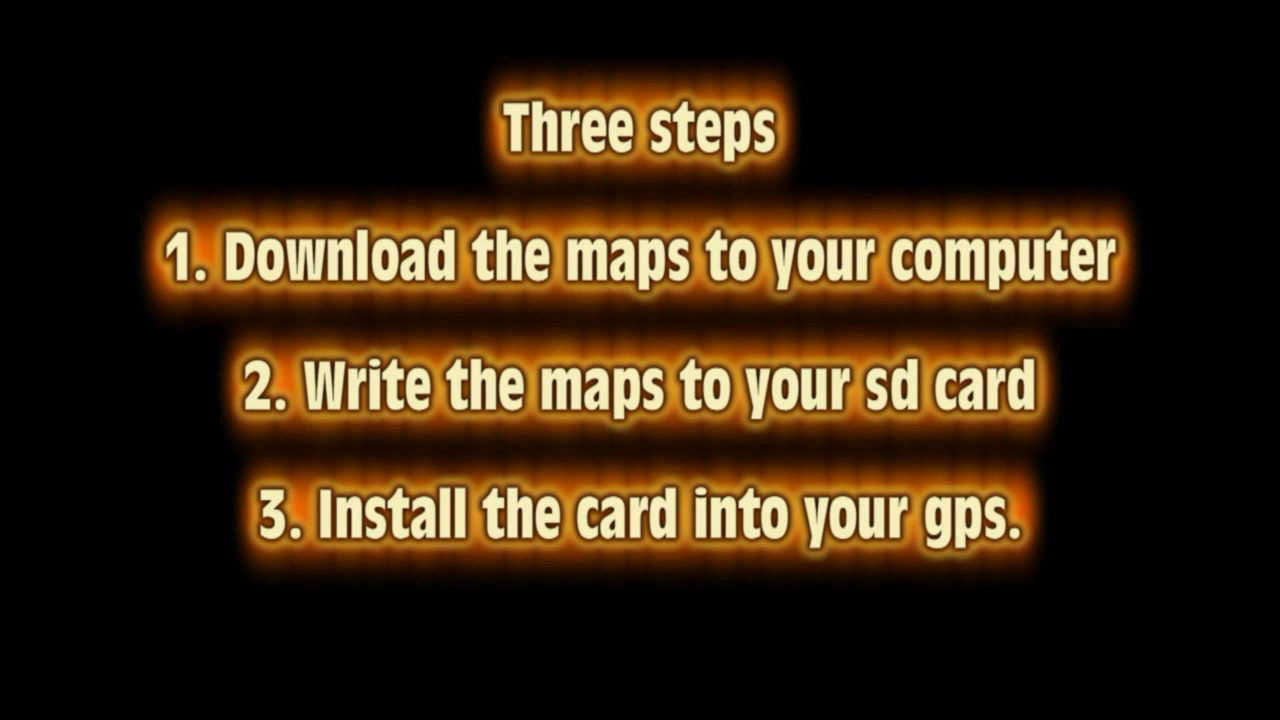 Three steps
1. Download the maps to your computer
2. Write the maps to your sd card
3. Install the card into your gps.